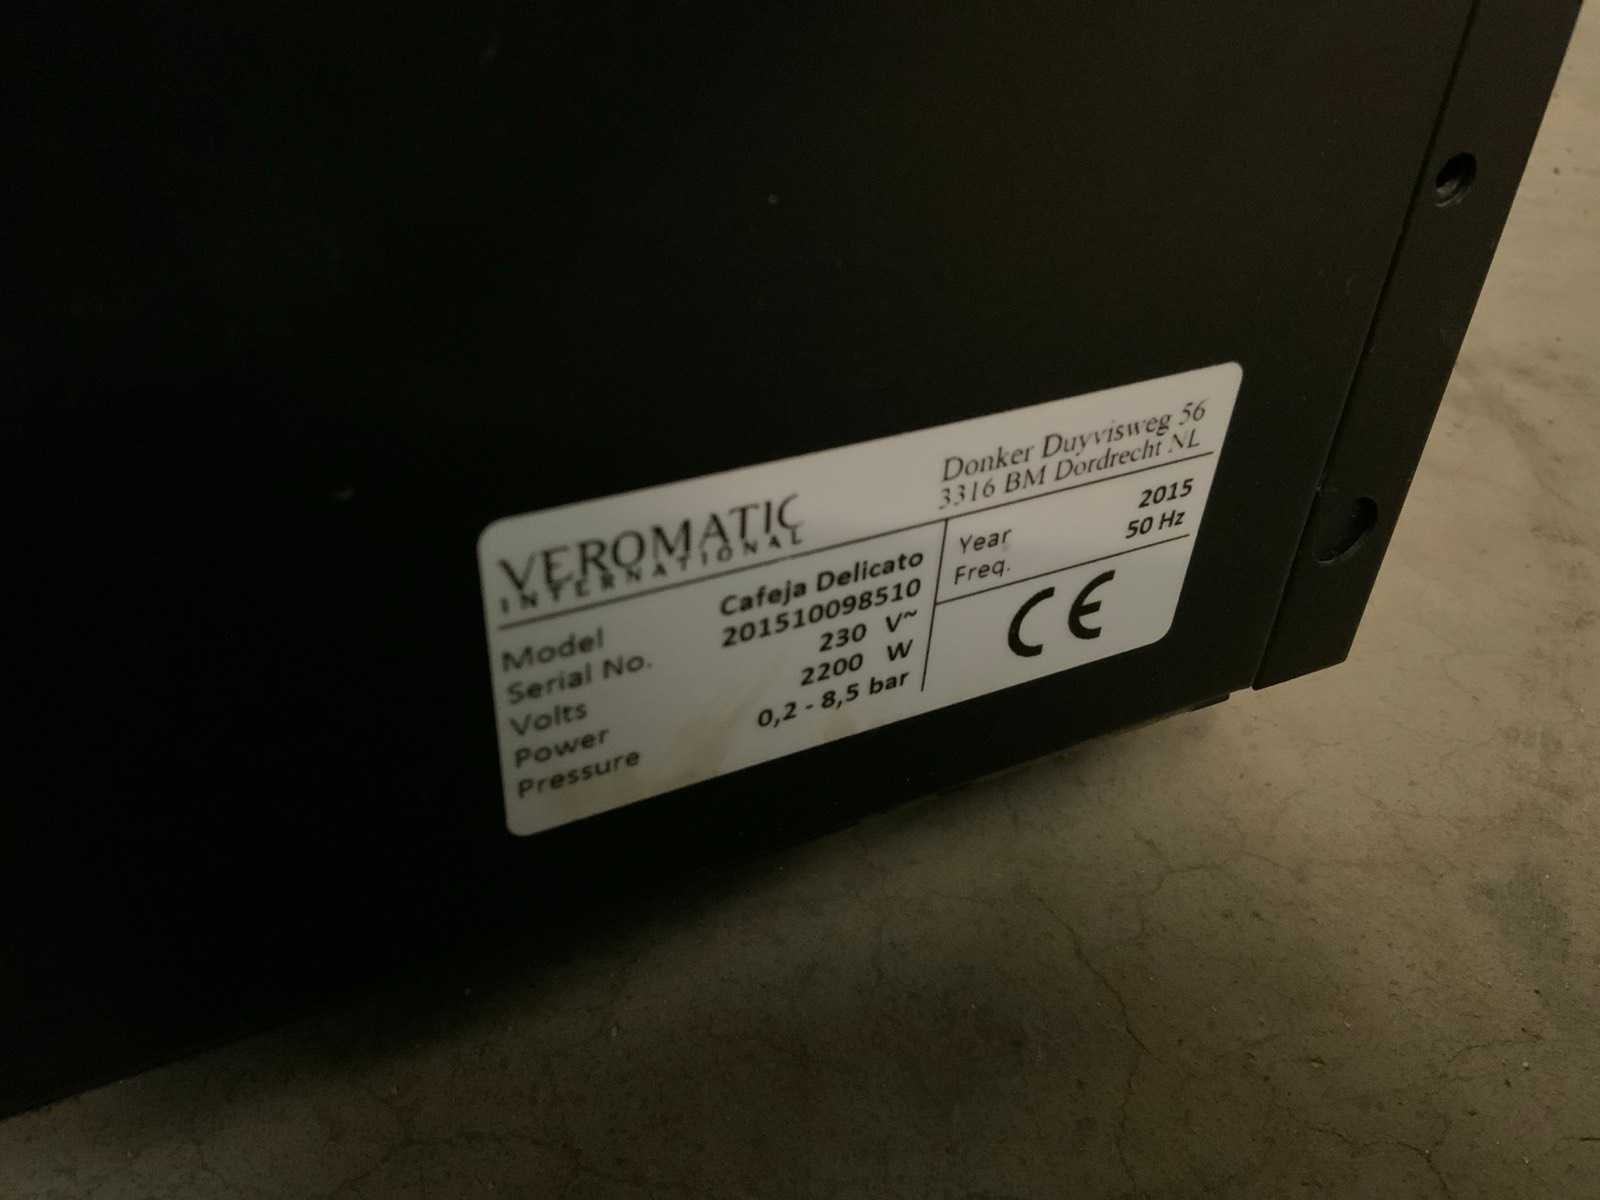 VEROMATIC
INTERNATIONAL
Donker Duyvisweg 56
3316 BM Dordrecht NL
Model Cafeja Delicato
Serial No. 201510098510
Volts 230 V~
Power 2200 W
Pressure 0,2 - 8,5 bar
Year 2015
Freq. 50 Hz
CE